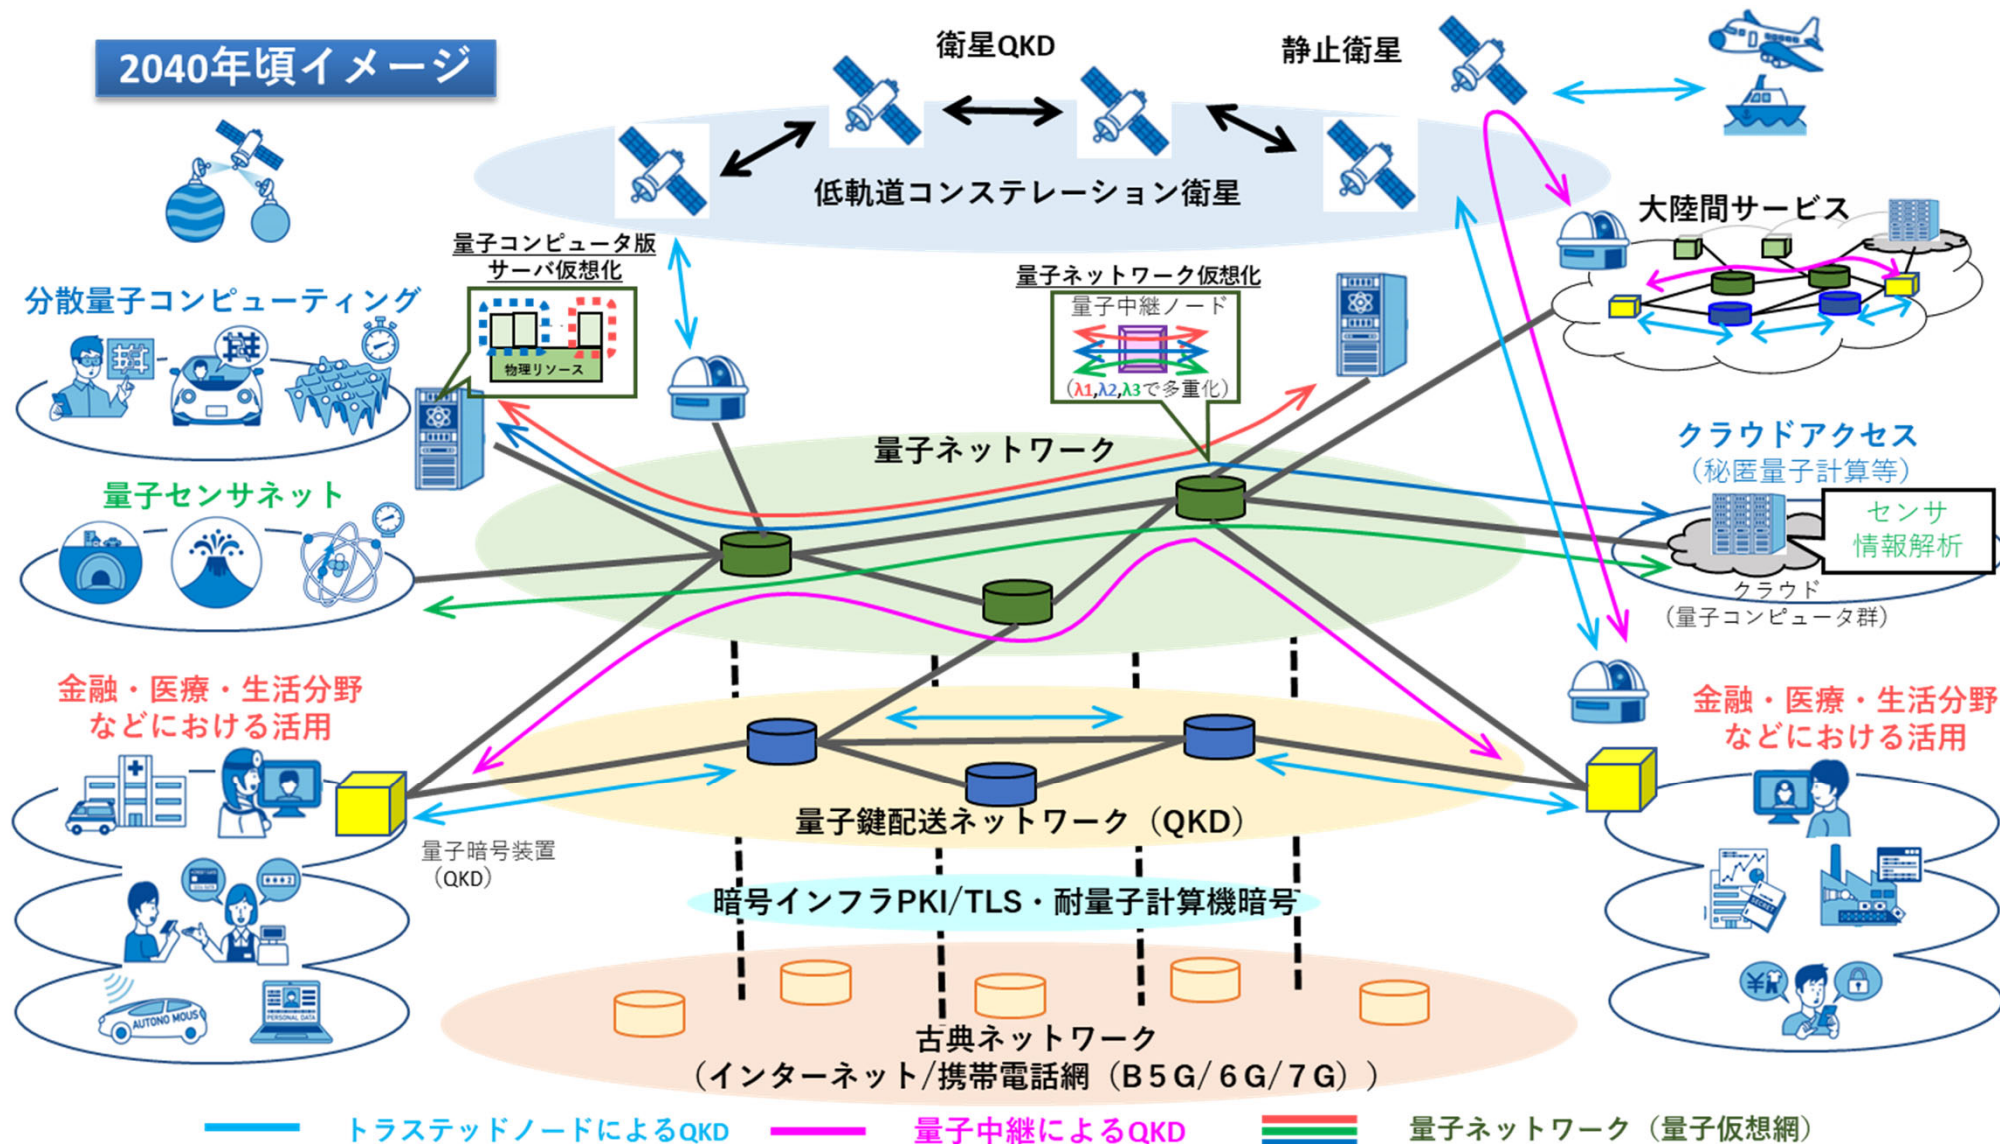 2040年頃イメージ
衛星QKD
静止衛星
低軌道コンステレーション衛星
大陸間サービス
量子コンピュータ版
サーバ仮想化
物理リソース
量子ネットワーク仮想化
量子中継ノード
（λ1,λ2,λ3で多重化）
分散量子コンピューティング
量子ネットワーク
クラウドアクセス
（秘匿量子計算等）
センサ
情報解析
クラウド
（量子コンピュータ群）
量子センサネット
金融・医療・生活分野
などにおける活用
金融・医療・生活分野
などにおける活用
量子鍵配送ネットワーク（QKD）
量子暗号装置
（QKD）
暗号インフラPKI/TLS・耐量子計算機暗号
SECRET
AUTONO MOUS
PERSONAL DATA
古典ネットワーク
（インターネット/携帯電話網（B５G/６G/７G））
トラステッドノードによるQKD
量子中継によるQKD
量子ネットワーク（量子仮想網）